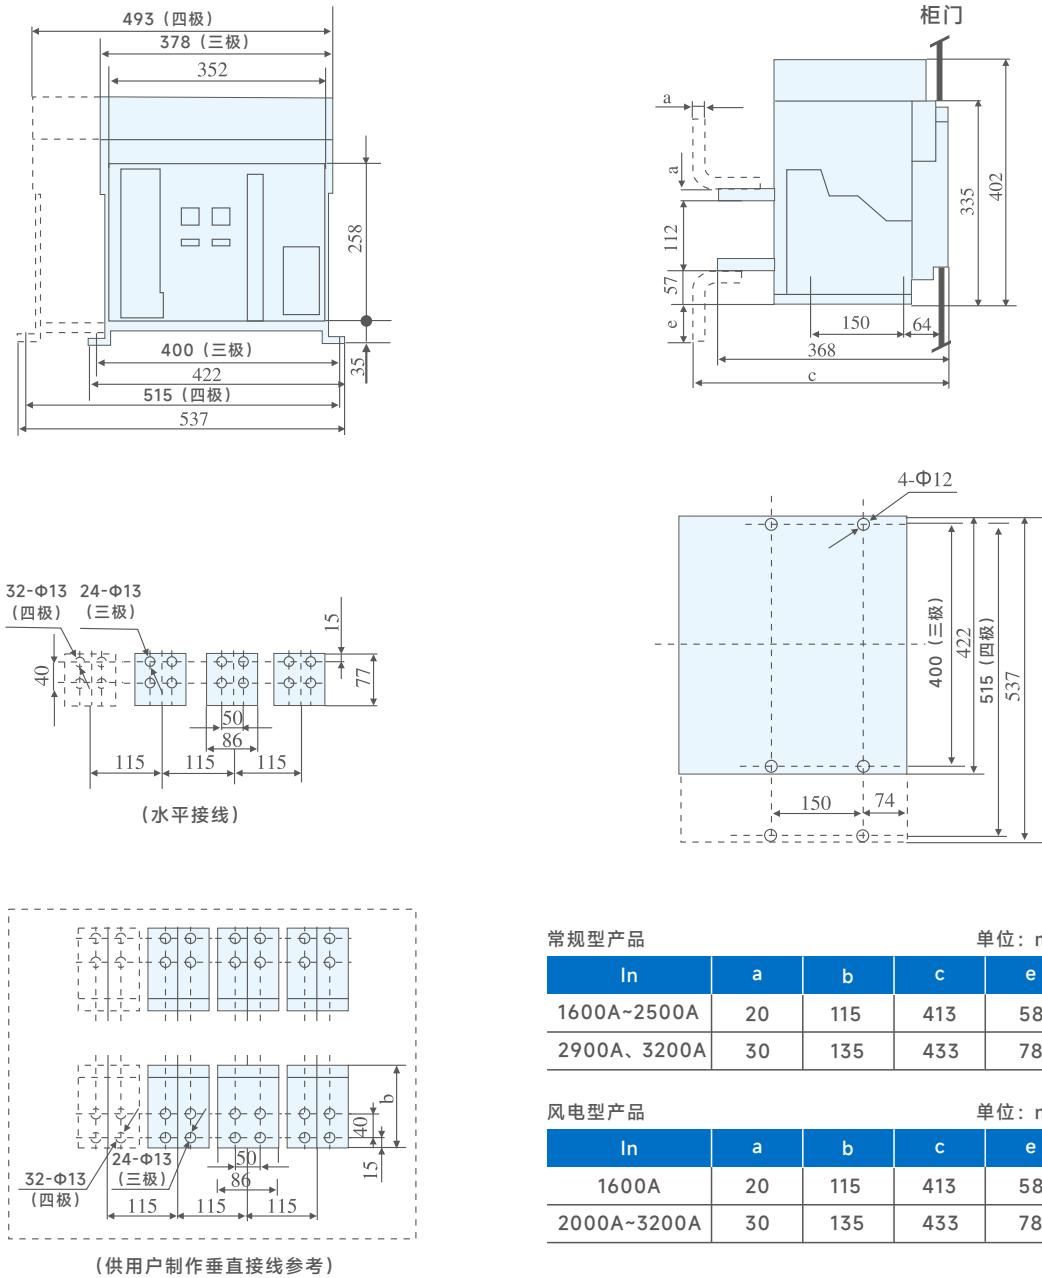 493（四极）
378（三极）
352
258
35
400（三极）
422
515（四极）
537
柜门
a
a
112
57
e
335
402
150
64
368
c
4-Φ12
400（三极）
422
515（四极）
537
150
74
32-Φ13
（四极）
24-Φ13
（三极）
40
15
77
50
86
115
115
115
（水平接线）
b
40
15
50
86
24-Φ13
（三极）
32-Φ13
（四极）
115
115
115
（供用户制作垂直接线参考）
常规型产品 单位：
In a b c e
1600A~2500A 20 115 413 58
2900A、3200A 30 135 433 78
风电型产品 单位：
In a b c e
1600A 20 115 413 58
2000A~3200A 30 135 433 78